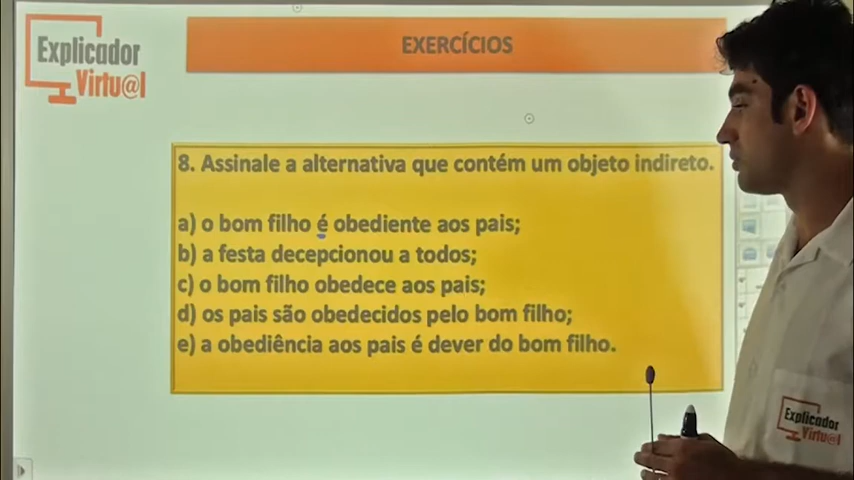 Explicador
Virtu@l
EXERCÍCIOS
8. Assinale a alternativa que contém um objeto indireto.
a) o bom filho é obediente aos pais;
b) a festa decepcionou a todos;
c) o bom filho obedece aos pais;
d) os pais são obedecidos pelo bom filho;
e) a obediência aos pais é dever do bom filho.
Explicador
Virtu@l